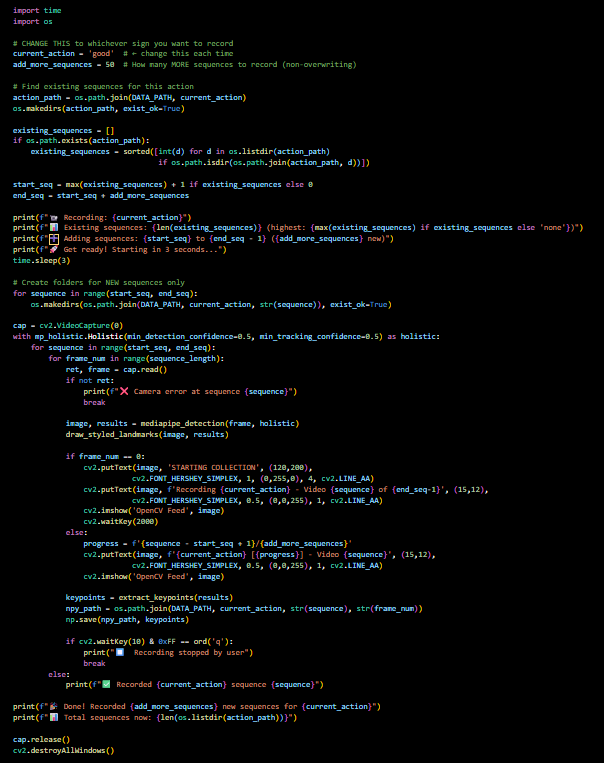 import time
import os

# CHANGE THIS to whichever sign you want to record
current_action = 'good'  # ← change this each time
add_more_sequences = 50  # How many MORE sequences to record (non-overwriting)

# Find existing sequences for this action
action_path = os.path.join(DATA_PATH, current_action)
os.makedirs(action_path, exist_ok=True)

existing_sequences = []
if os.path.exists(action_path):
    existing_sequences = sorted([int(d) for d in os.listdir(action_path)
                                if os.path.isdir(os.path.join(action_path, d))])

start_seq = max(existing_sequences) + 1 if existing_sequences else 0
end_seq = start_seq + add_more_sequences

print(f"🎥 Recording: {current_action}")
print(f"📊 Existing sequences: {len(existing_sequences)} (highest: {max(existing_sequences) if existing_sequences else 'none'})")
print(f"➕ Adding sequences: {start_seq} to {end_seq - 1} ({add_more_sequences} new)")
print(f"🚀 Get ready! Starting in 3 seconds...")
time.sleep(3)

# Create folders for NEW sequences only
for sequence in range(start_seq, end_seq):
    os.makedirs(os.path.join(DATA_PATH, current_action, str(sequence)), exist_ok=True)

cap = cv2.VideoCapture(0)
with mp_holistic.Holistic(min_detection_confidence=0.5, min_tracking_confidence=0.5) as holistic:
    for sequence in range(start_seq, end_seq):
        for frame_num in range(sequence_length):
            ret, frame = cap.read()
            if not ret:
                print(f"❌ Camera error at sequence {sequence}")
                break

            image, results = mediapipe_detection(frame, holistic)
            draw_styled_landmarks(image, results)

            if frame_num == 0:
                cv2.putText(image, 'STARTING COLLECTION', (120,200),
                           cv2.FONT_HERSHEY_SIMPLEX, 1, (0,255,0), 4, cv2.LINE_AA)
                cv2.putText(image, f'Recording {current_action} - Video {sequence} of {end_seq-1}', (15,12),
                           cv2.FONT_HERSHEY_SIMPLEX, 0.5, (0,0,255), 1, cv2.LINE_AA)
                cv2.imshow('OpenCV Feed', image)
                cv2.waitKey(2000)
            else:
                progress = f'{sequence - start_seq + 1}/{add_more_sequences}'
                cv2.putText(image, f'{current_action} [{progress}] - Video {sequence}', (15,12),
                           cv2.FONT_HERSHEY_SIMPLEX, 0.5, (0,0,255), 1, cv2.LINE_AA)
                cv2.imshow('OpenCV Feed', image)

            keypoints = extract_keypoints(results)
            npy_path = os.path.join(DATA_PATH, current_action, str(sequence), str(frame_num))
            np.save(npy_path, keypoints)

            if cv2.waitKey(10) & 0xFF == ord('q'):
                print("⏹️  Recording stopped by user")
                break
        else:
            print(f"✅ Recorded {current_action} sequence {sequence}")

print(f"🎉 Done! Recorded {add_more_sequences} new sequences for {current_action}")
print(f"📊 Total sequences now: {len(os.listdir(action_path))}")

cap.release()
cv2.destroyAllWindows()